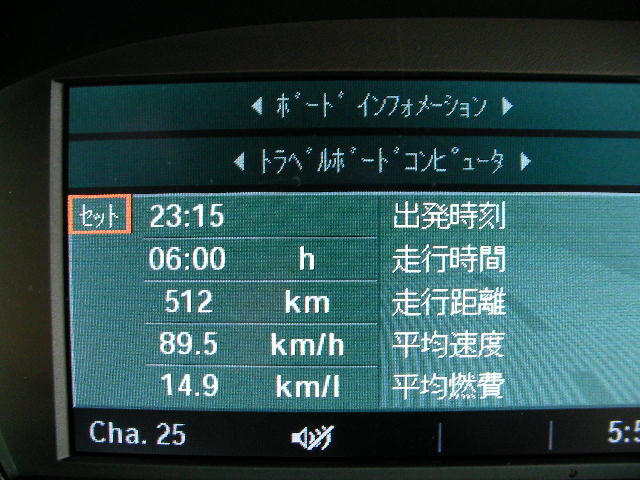 ◀ ボード インフォメーション ▶
◀ トラベルボードコンピュータ ▶
セット 23:15 出発時刻
06:00 h 走行時間
512 km 走行距離
89.5 km/h 平均速度
14.9 km/l 平均燃費
Cha. 25